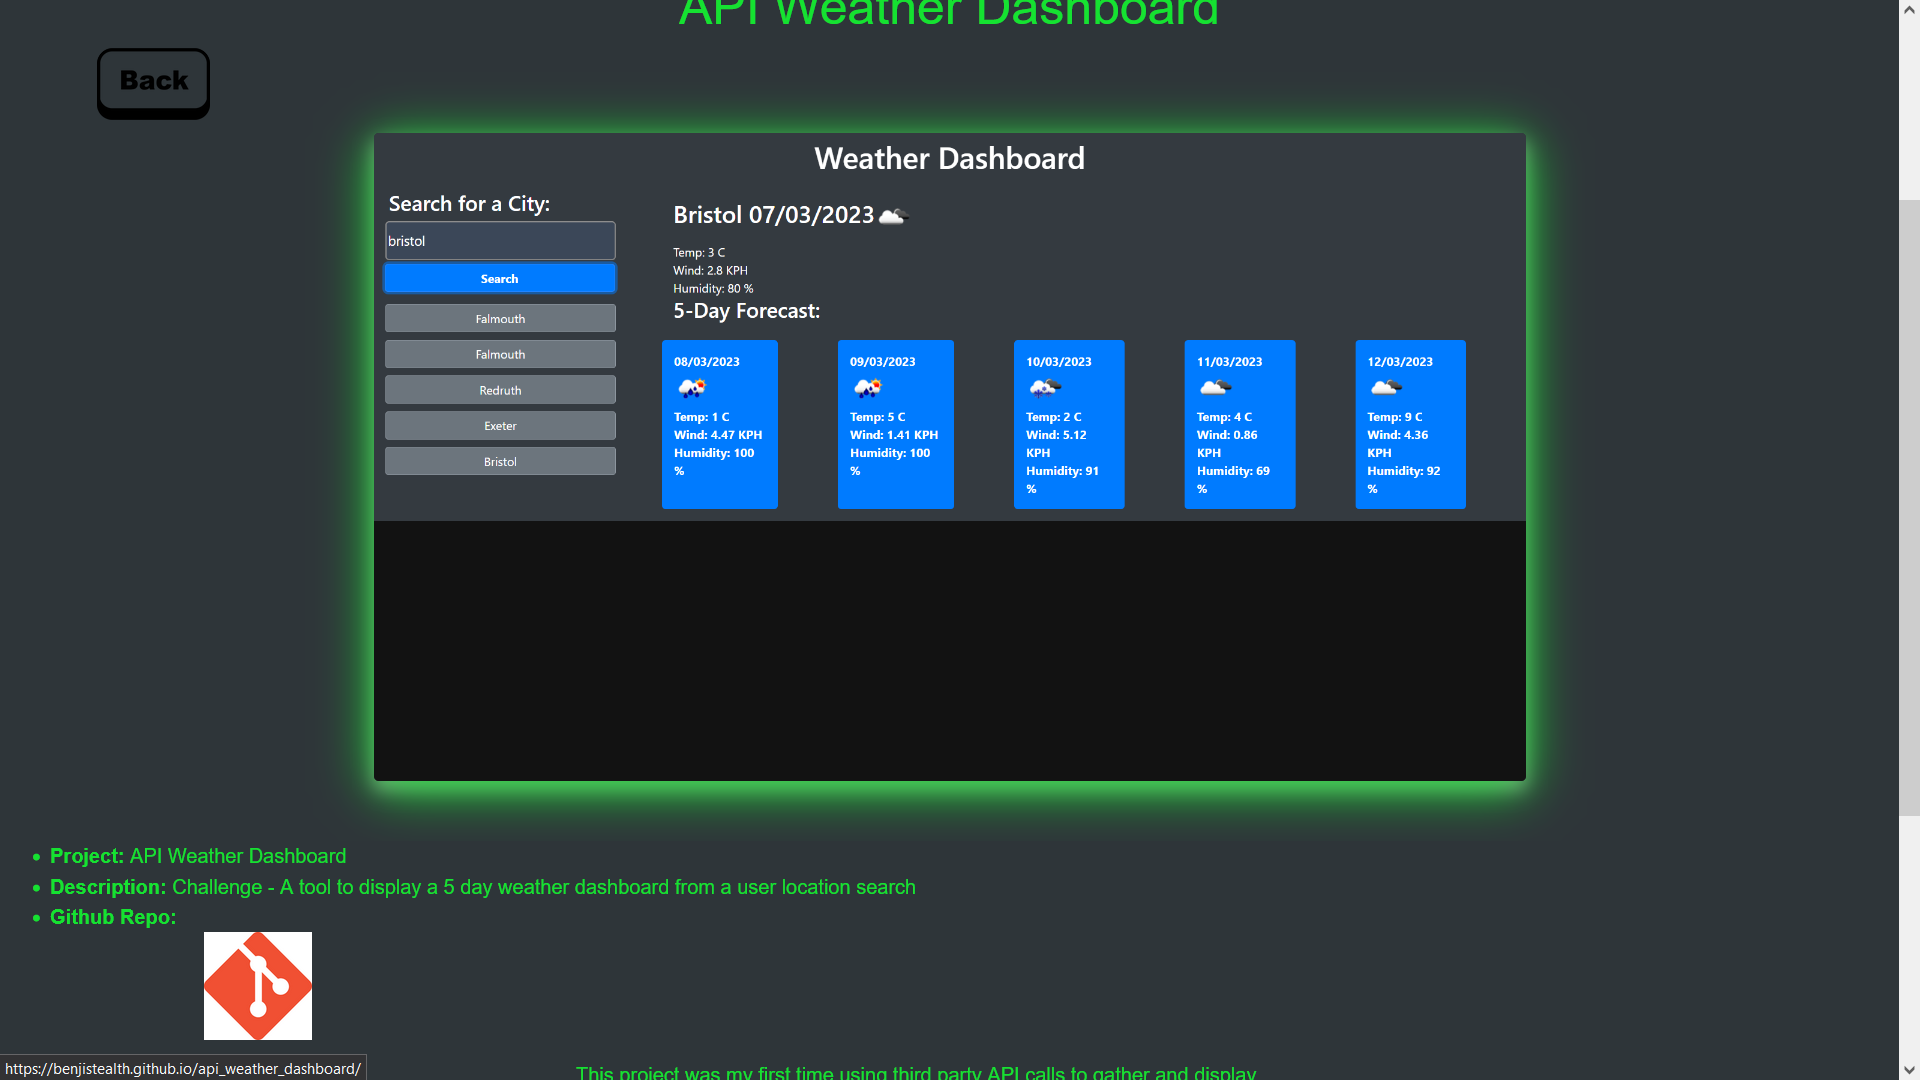 API Weather Dashboard
Back
Weather Dashboard
Search for a City:
bristol
Search
Falmouth
Falmouth
Redruth
Exeter
Bristol
Bristol 07/03/2023
Temp: 3 C
Wind: 2.8 KPH
Humidity: 80 %
5-Day Forecast:
08/03/2023
Temp: 1 C
Wind: 4.47 KPH
Humidity: 100
%
09/03/2023
Temp: 5 C
Wind: 1.41 KPH
Humidity: 100
%
10/03/2023
Temp: 2 C
Wind: 5.12
KPH
Humidity: 91
%
11/03/2023
Temp: 4 C
Wind: 0.86
KPH
Humidity: 69
%
12/03/2023
Temp: 9 C
Wind: 4.36
KPH
Humidity: 92
%
Project: API Weather Dashboard
Description: Challenge - A tool to display a 5 day weather dashboard from a user location search
Github Repo:
This project was my first time using third party API calls to gather and display
https://benjistealth.github.io/api_weather_dashboard/